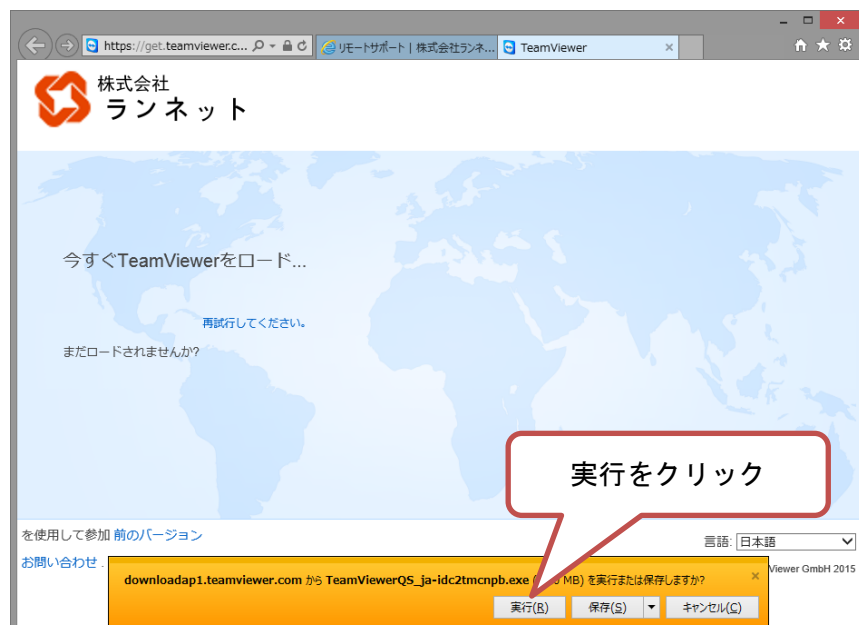 https://get.teamviewer.c...
リモートサポート | 株式会社ランネ...
TeamViewer
株式会社
ランネット
今すぐTeamViewerをロード...
再試行してください。
まだロードされませんか?
実行をクリック
を使用して参加 前のバージョン
言語: 日本語
お問い合わせ .
Viewer GmbH 2015
downloadap1.teamviewer.com から TeamViewerQS_ja-idc2tmcnpb.exe MB) を実行または保存しますか?
実行(R) 保存(S) キャンセル(C)